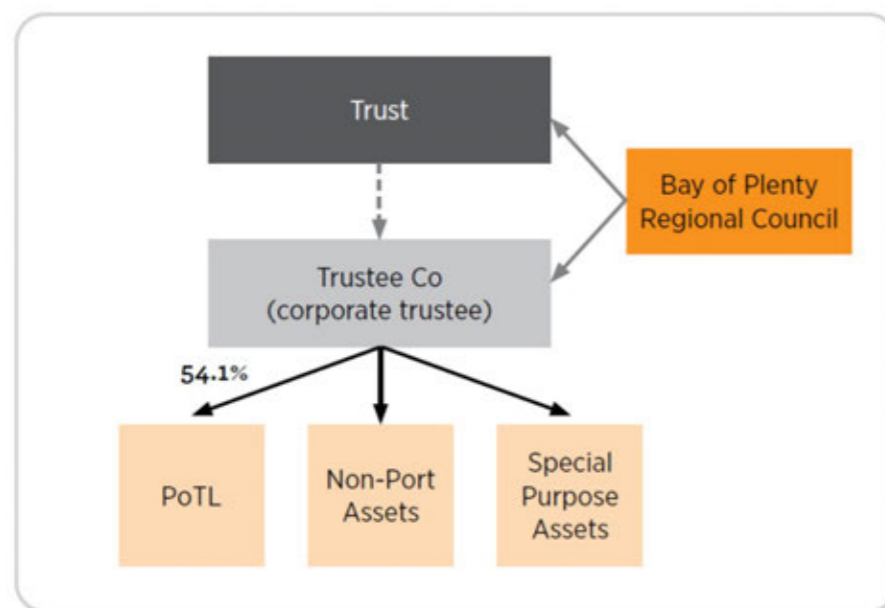 Trust
Bay of Plenty
Regional Council
Trustee Co
(corporate trustee)
54.1%
PoTL
Non-Port
Assets
Special
Purpose
Assets